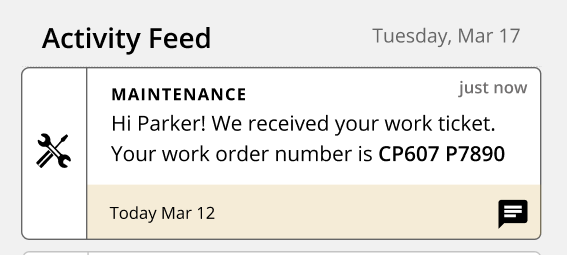 Activity Feed
Tuesday, Mar 17
MAINTENANCE
just now
Hi Parker! We received your work ticket.
Your work order number is CP607 P7890
Today Mar 12